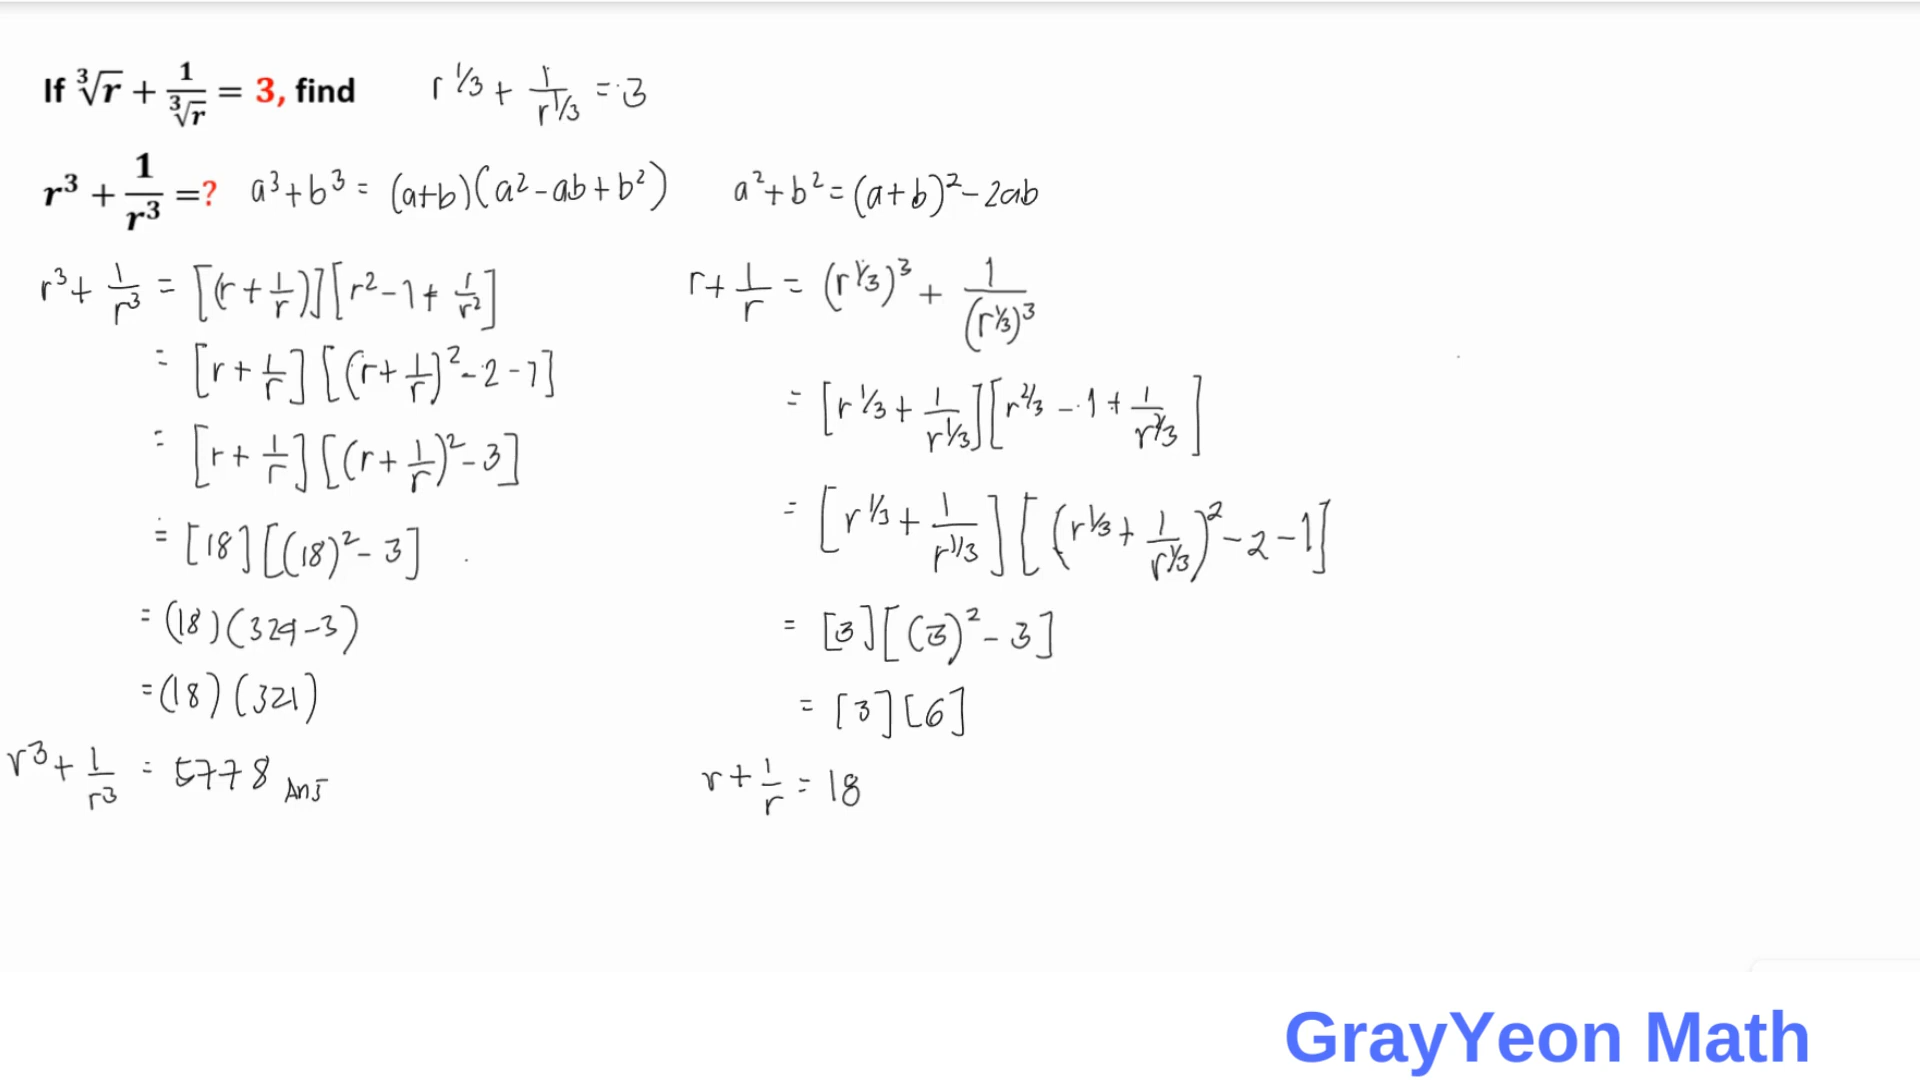 If ∛r + 1/∛r = 3, find
r^1/3 + 1/r^1/3 = 3
r³ + 1/r³ =?
a³+b³ = (a+b)(a²-ab+b²)
a²+b² = (a+b)²-2ab
r³+1/r³ = [(r+1/r)][r²-1+1/r²]
= [r+1/r][(r+1/r)²-2-1]
= [r+1/r][(r+1/r)²-3]
= [18][(18)²-3]
= (18)(324-3)
= (18)(321)
r³+1/r³ = 5778 Ans
r+1/r = (r^1/3)³ + 1/(r^1/3)³
= [r^1/3+1/r^1/3][r^2/3-1+1/r^2/3]
= [r^1/3+1/r^1/3][(r^1/3+1/r^1/3)²-2-1]
= [3][(3)²-3]
= [3][6]
r+1/r = 18
GrayYeon Math